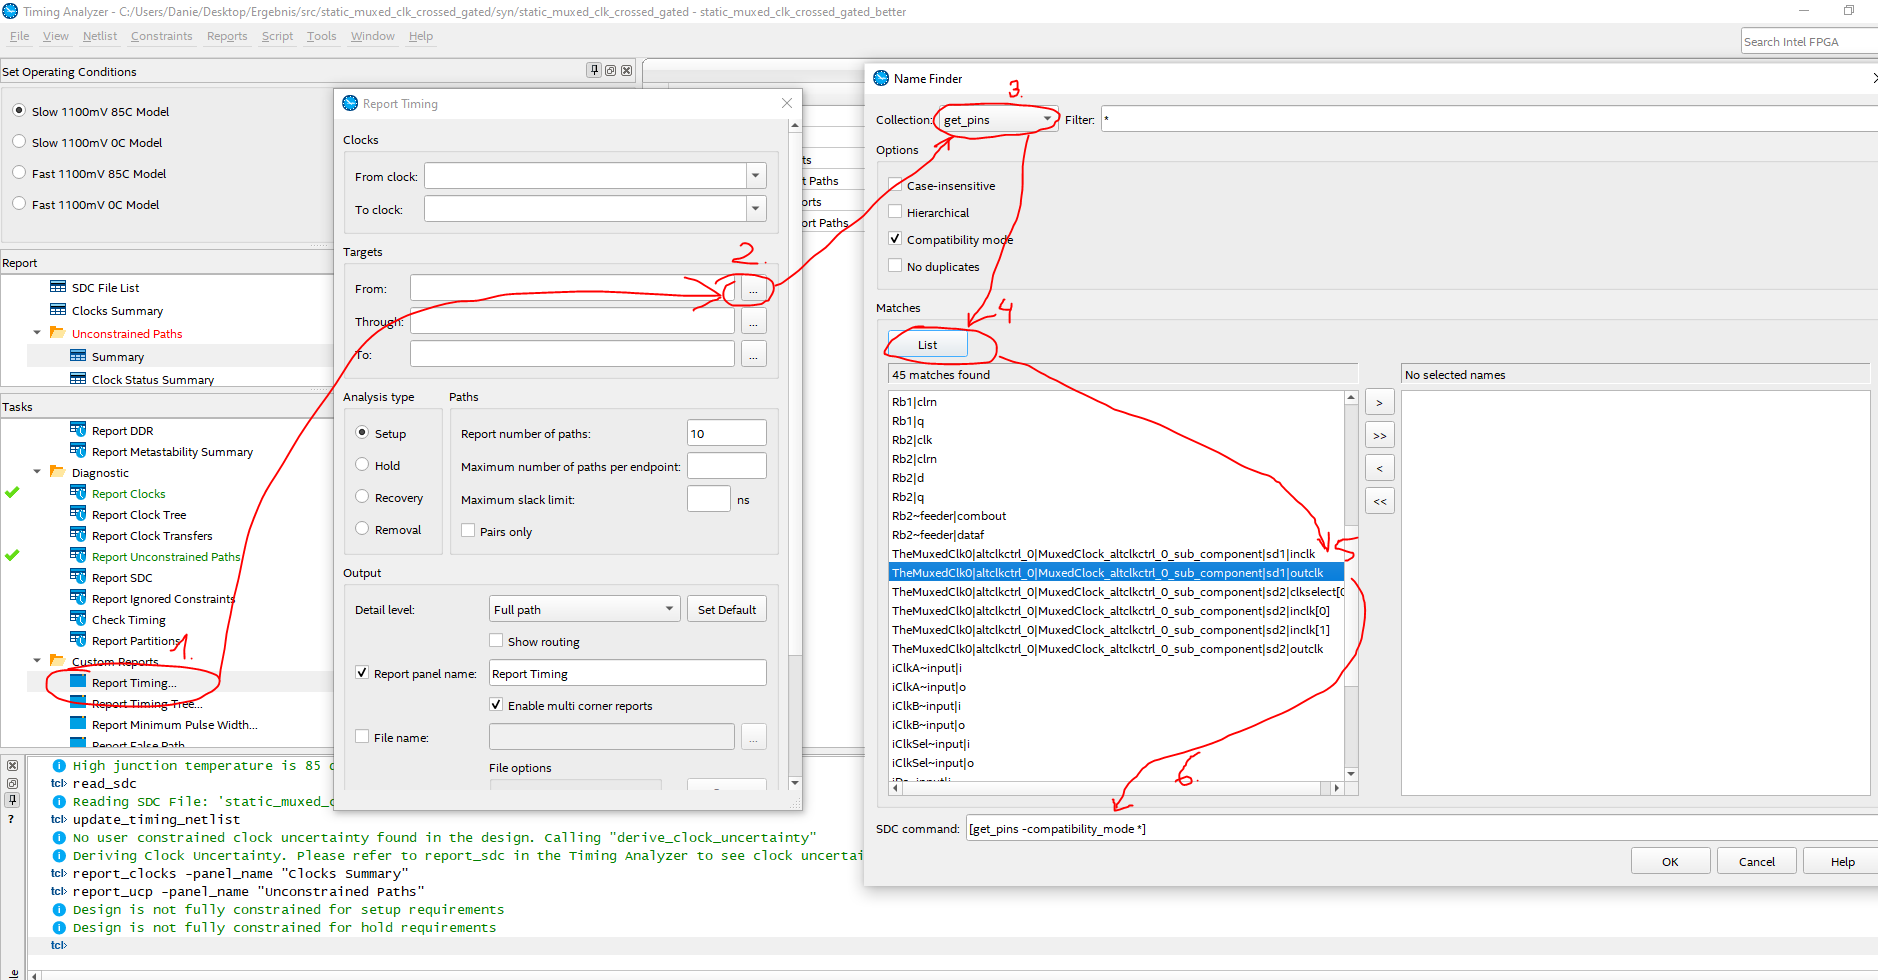 Timing Analyzer - C:/Users/Danie/Desktop/Ergebnis/src/static_muxed_clk_crossed_gated/syn/static_muxed_clk_crossed_gated - static_muxed_clk_crossed_gated_better
File View Netlist Constraints Reports Script Tools Window Help
Search Intel FPGA
Set Operating Conditions
Slow 1100mV 85C Model
Slow 1100mV 0C Model
Fast 1100mV 85C Model
Fast 1100mV 0C Model
Report
SDC File List
Clocks Summary
Unconstrained Paths
Summary
Clock Status Summary
Tasks
Report DDR
Report Metastability Summary
Diagnostic
Report Clocks
Report Clock Tree
Report Clock Transfers
Report Unconstrained Paths
Report SDC
Report Ignored Constraints
Check Timing
Report Partitions
1.
Custom Reports
Report Timing...
Report Timing Tree...
Report Minimum Pulse Width...
Report False Path
Report Timing
Clocks
From clock:
To clock:
Targets
2.
From: ...
Through: ...
To: ...
Analysis type
Setup
Hold
Recovery
Removal
Paths
Report number of paths: 10
Maximum number of paths per endpoint:
Maximum slack limit: ns
Pairs only
Output
Detail level: Full path Set Default
Show routing
Report panel name: Report Timing
Enable multi corner reports
File name: ...
File options
ts
t Paths
orts
ort Paths
Name Finder
3.
Collection: get_pins Filter: *
Options
Case-insensitive
Hierarchical
Compatibility mode
No duplicates
Matches
4
List
45 matches found
No selected names
Rb1|clrn
Rb1|q
Rb2|clk
Rb2|clrn
Rb2|d
Rb2|q
Rb2~feeder|combout
Rb2~feeder|dataf
TheMuxedClk0|altclkctrl_0|MuxedClock_altclkctrl_0_sub_component|sd1|inclk
5
TheMuxedClk0|altclkctrl_0|MuxedClock_altclkctrl_0_sub_component|sd1|outclk
TheMuxedClk0|altclkctrl_0|MuxedClock_altclkctrl_0_sub_component|sd2|clkselect[0
TheMuxedClk0|altclkctrl_0|MuxedClock_altclkctrl_0_sub_component|sd2|inclk[0]
TheMuxedClk0|altclkctrl_0|MuxedClock_altclkctrl_0_sub_component|sd2|inclk[1]
TheMuxedClk0|altclkctrl_0|MuxedClock_altclkctrl_0_sub_component|sd2|outclk
iClkA~input|i
iClkA~input|o
iClkB~input|i
iClkB~input|o
iClkSel~input|i
iClkSel~input|o
>
>>
<
<<
6.
SDC command: [get_pins -compatibility_mode *]
OK Cancel Help
High junction temperature is 85
tcl> read_sdc
Reading SDC File: 'static_muxed_c
tcl> update_timing_netlist
No user constrained clock uncertainty found in the design. Calling "derive_clock_uncertainty"
Deriving Clock Uncertainty. Please refer to report_sdc in the Timing Analyzer to see clock uncertai
tcl> report_clocks -panel_name "Clocks Summary"
tcl> report_ucp -panel_name "Unconstrained Paths"
Design is not fully constrained for setup requirements
Design is not fully constrained for hold requirements
tcl>